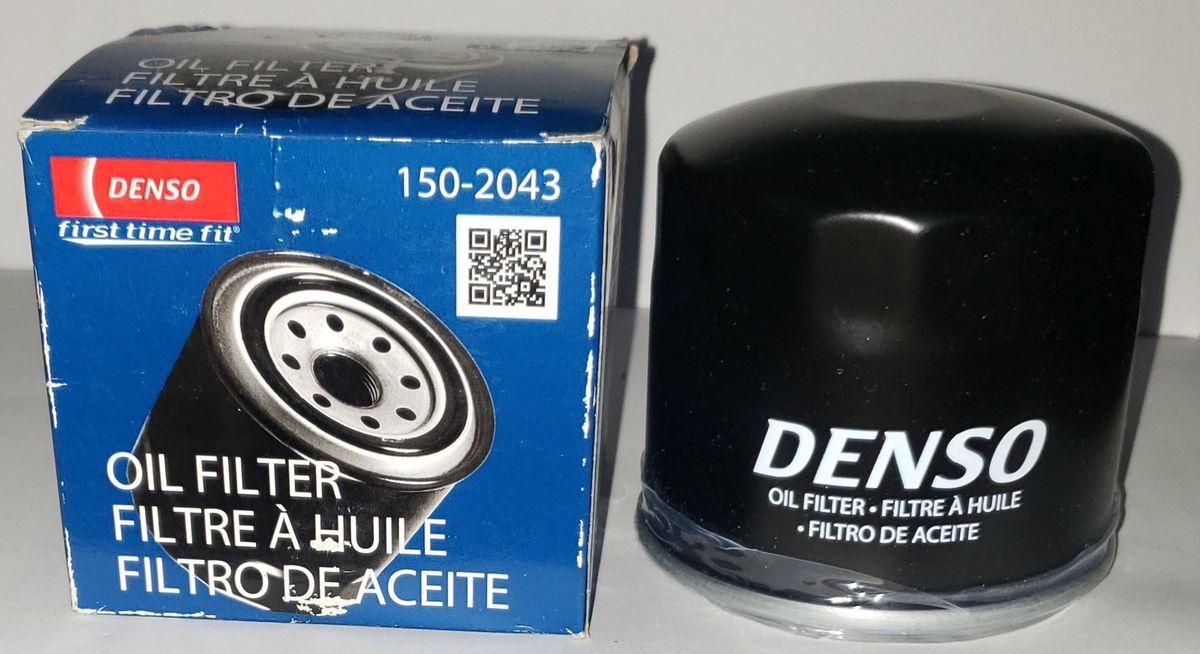 OIL FILTER
FILTRE À HUILE
FILTRO DE ACEITE
DENSO
first time fit®
150-2043
OIL FILTER
FILTRE À HUILE
FILTRO DE ACEITE
DENSO
OIL FILTER • FILTRE À HUILE
• FILTRO DE ACEITE